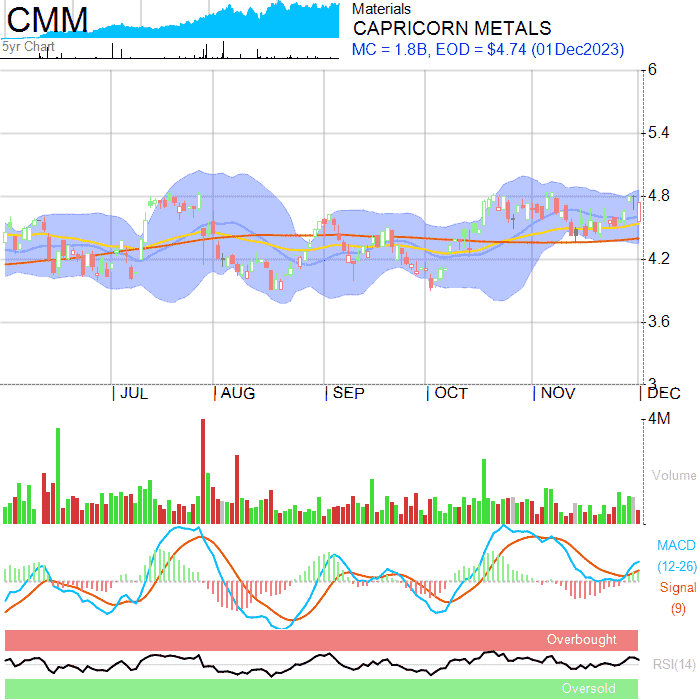 CMM
5yr Chart
Materials
CAPRICORN METALS
MC = 1.8B, EOD = $4.74 (01Dec2023)
6
5.4
4.8
4.2
3.6
3
JUL AUG SEP OCT NOV DEC
4M
Volume
MACD
(12-26)
Signal
(9)
Overbought
RSI(14)
Oversold